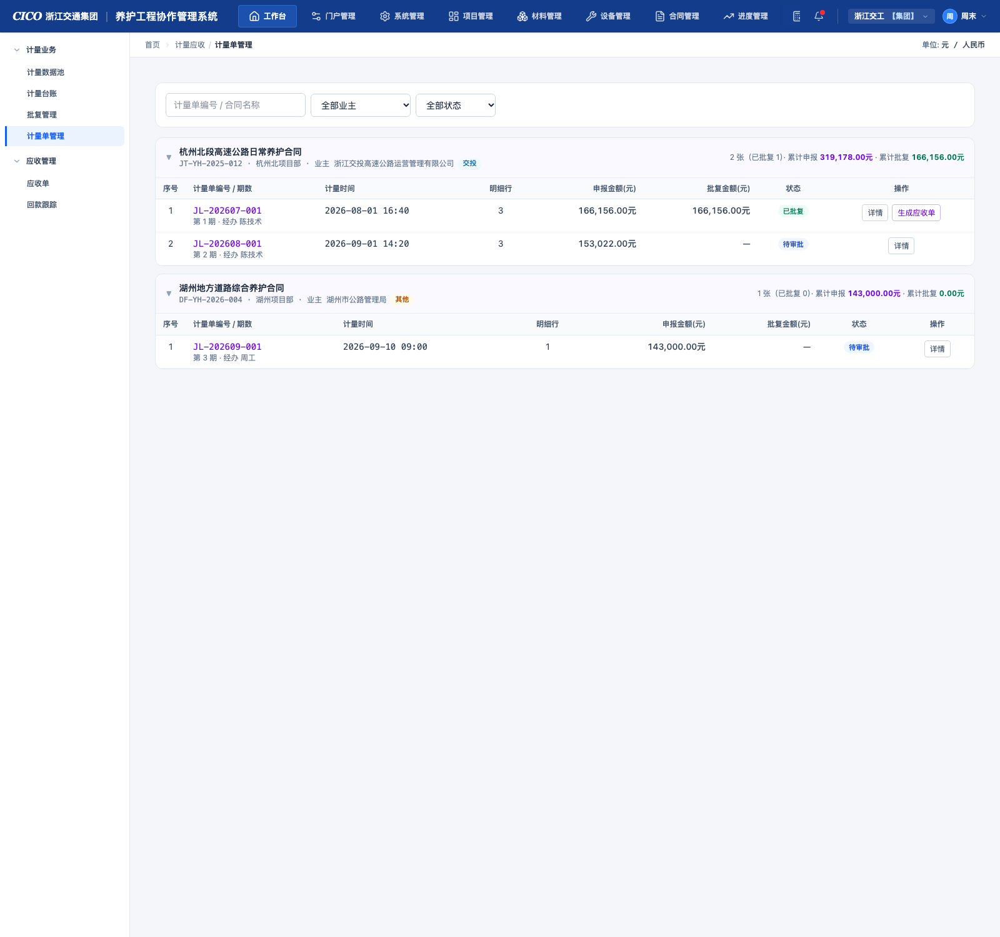 CICO 浙江交通集团 | 养护工程协作管理系统 工作台 门户管理 系统管理 项目管理 材料管理 设备管理 合同管理 进度管理 浙江交工 【集团】 周 周末
首页 计量应收 / 计量单管理 单位: 元 / 人民币
计量业务
计量数据池
计量台账
批复管理
计量单管理
应收管理
应收单
回款跟踪
计量单编号 / 合同名称 全部业主 全部状态
杭州北段高速公路日常养护合同
JT-YH-2025-012 · 杭州北项目部 · 业主 浙江交投高速公路运营管理有限公司 交投
2 张 (已批复 1) · 累计申报 319,178.00元 · 累计批复 166,156.00元
序号 计量单编号 / 期数 计量时间 明细行 申报金额(元) 批复金额(元) 状态 操作
1 JL-202607-001 2026-08-01 16:40 3 166,156.00元 166,156.00元 已批复 详情 生成应收单
第 1 期 · 经办 陈技术
2 JL-202608-001 2026-09-01 14:20 3 153,022.00元 — 待审批 详情
第 2 期 · 经办 陈技术
湖州地方道路综合养护合同
DF-YH-2026-004 · 湖州项目部 · 业主 湖州市公路管理局 其他
1 张 (已批复 0) · 累计申报 143,000.00元 · 累计批复 0.00元
序号 计量单编号 / 期数 计量时间 明细行 申报金额(元) 批复金额(元) 状态 操作
1 JL-202609-001 2026-09-10 09:00 1 143,000.00元 — 待审批 详情
第 3 期 · 经办 周工